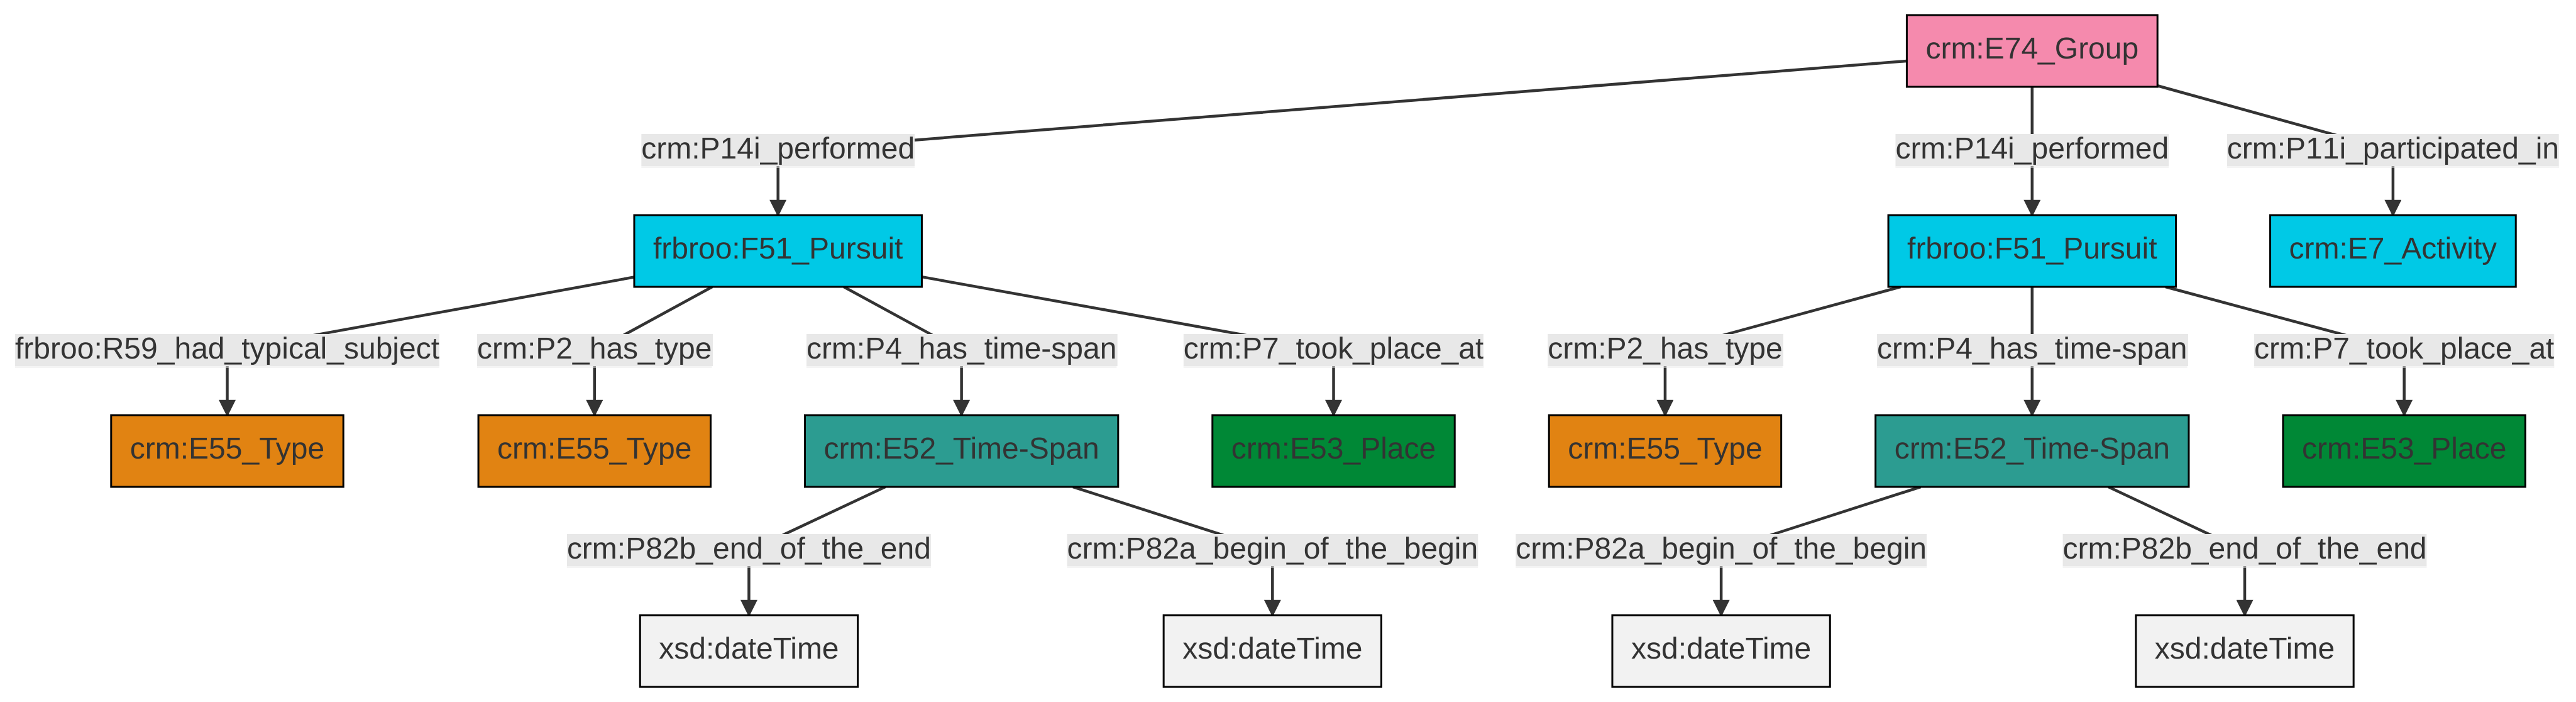 crm:E74_Group
crm:P14i_performed
crm:P14i_performed
crm:P11i_participated_in
frbroo:F51_Pursuit
frbroo:F51_Pursuit
crm:E7_Activity
frbroo:R59_had_typical_subject
crm:P2_has_type
crm:P4_has_time-span
crm:P7_took_place_at
crm:P2_has_type
crm:P4_has_time-span
crm:P7_took_place_at
crm:E55_Type
crm:E55_Type
crm:E52_Time-Span
crm:E53_Place
crm:E55_Type
crm:E52_Time-Span
crm:E53_Place
crm:P82b_end_of_the_end
crm:P82a_begin_of_the_begin
crm:P82a_begin_of_the_begin
crm:P82b_end_of_the_end
xsd:dateTime
xsd:dateTime
xsd:dateTime
xsd:dateTime